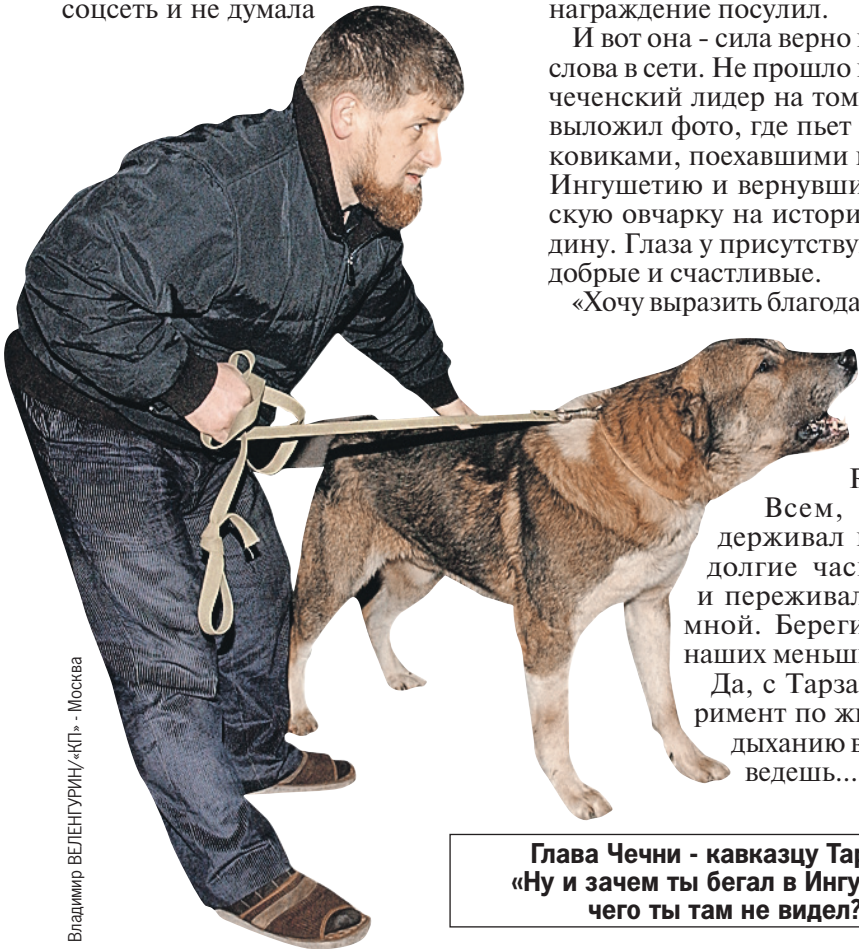 соцсеть и не думала
награждение посулил.
И вот она - сила верно
слова в сети. Не прошло
чеченский лидер на том
выложил фото, где пьет
ковиками, поехавшими
Ингушетию и вернувши
скую овчарку на истори
дину. Глаза у присутству
добрые и счастливые.
«Хочу выразить благода
Всем,
держивал
долгие час
и переживал
мной. Береги
наших меньш
Да, с Тарза
римент по
дыханию в
ведешь...
Владимир ВЕЛЕНГУРИН/«КП» - Москва
Глава Чечни - кавказцу Тар
«Ну и зачем ты бегал в Ингу
чего ты там не видел?